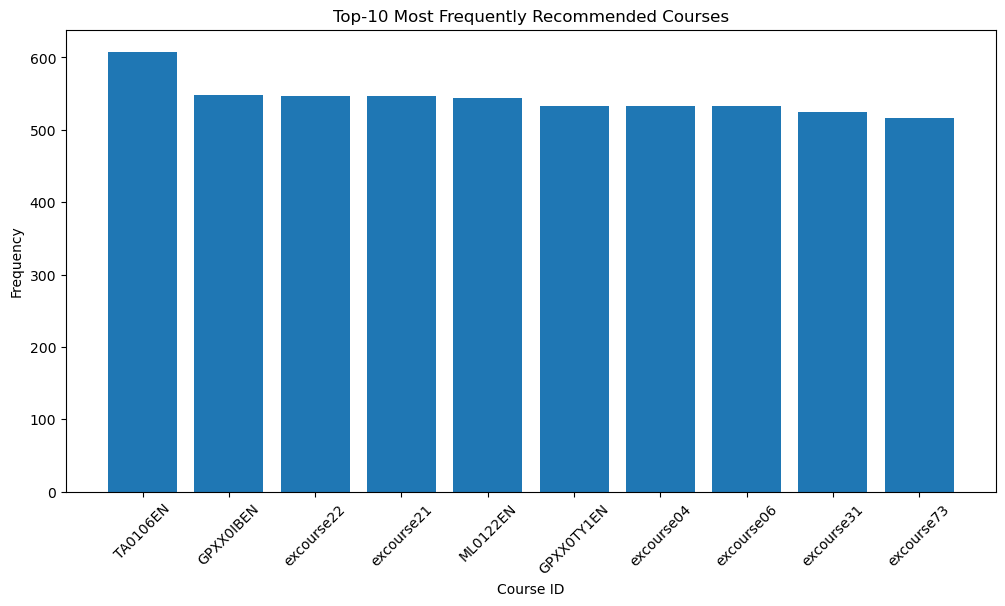 Top-10 Most Frequently Recommended Courses
Frequency
600
500
400
300
200
100
0
TA0106EN
GPXX0IBEN
excourse22
excourse21
ML0122EN
GPXX0TY1EN
excourse04
excourse06
excourse31
excourse73
Course ID